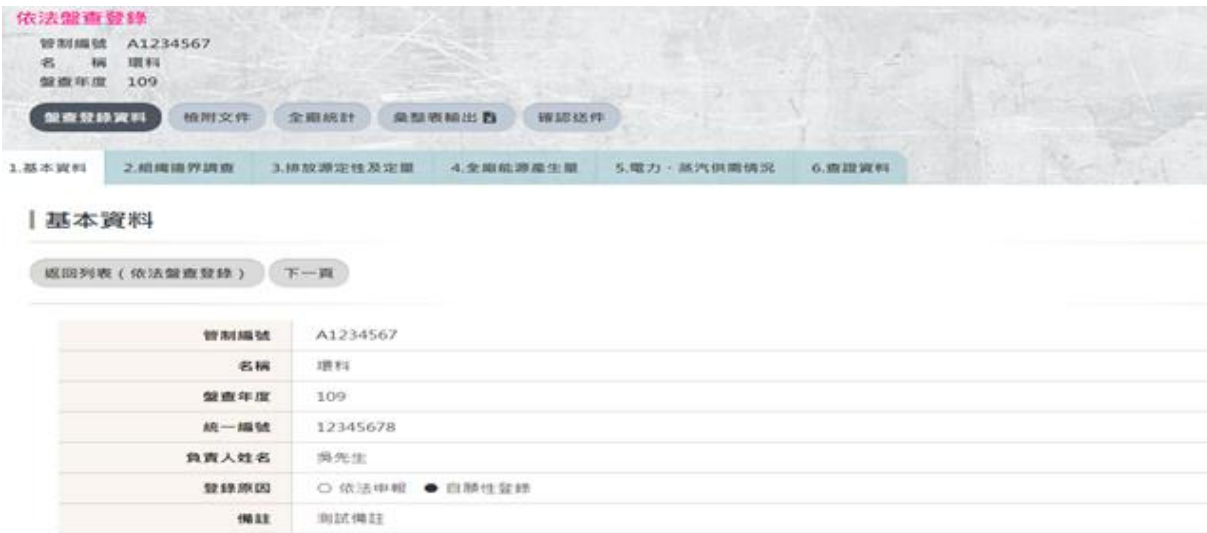 依法盤查登錄
管制編號 A1234567
名 稱 環科
盤查年度 109
盤查登錄資料 檢附文件 全廠統計 彙整表輸出 確認送件
1.基本資料 2.組織邊界調查 3.排放源定性及定量 4.全廠能源產生量 5.電力、蒸汽供需情況 6.查證資料
基本資料
返回列表(依法盤查登錄) 下一頁
管制編號 A1234567
名稱 環科
盤查年度 109
統一編號 12345678
負責人姓名 吳先生
登錄原因 ○ 依法申報 ● 自願性登錄
備註 測試備註